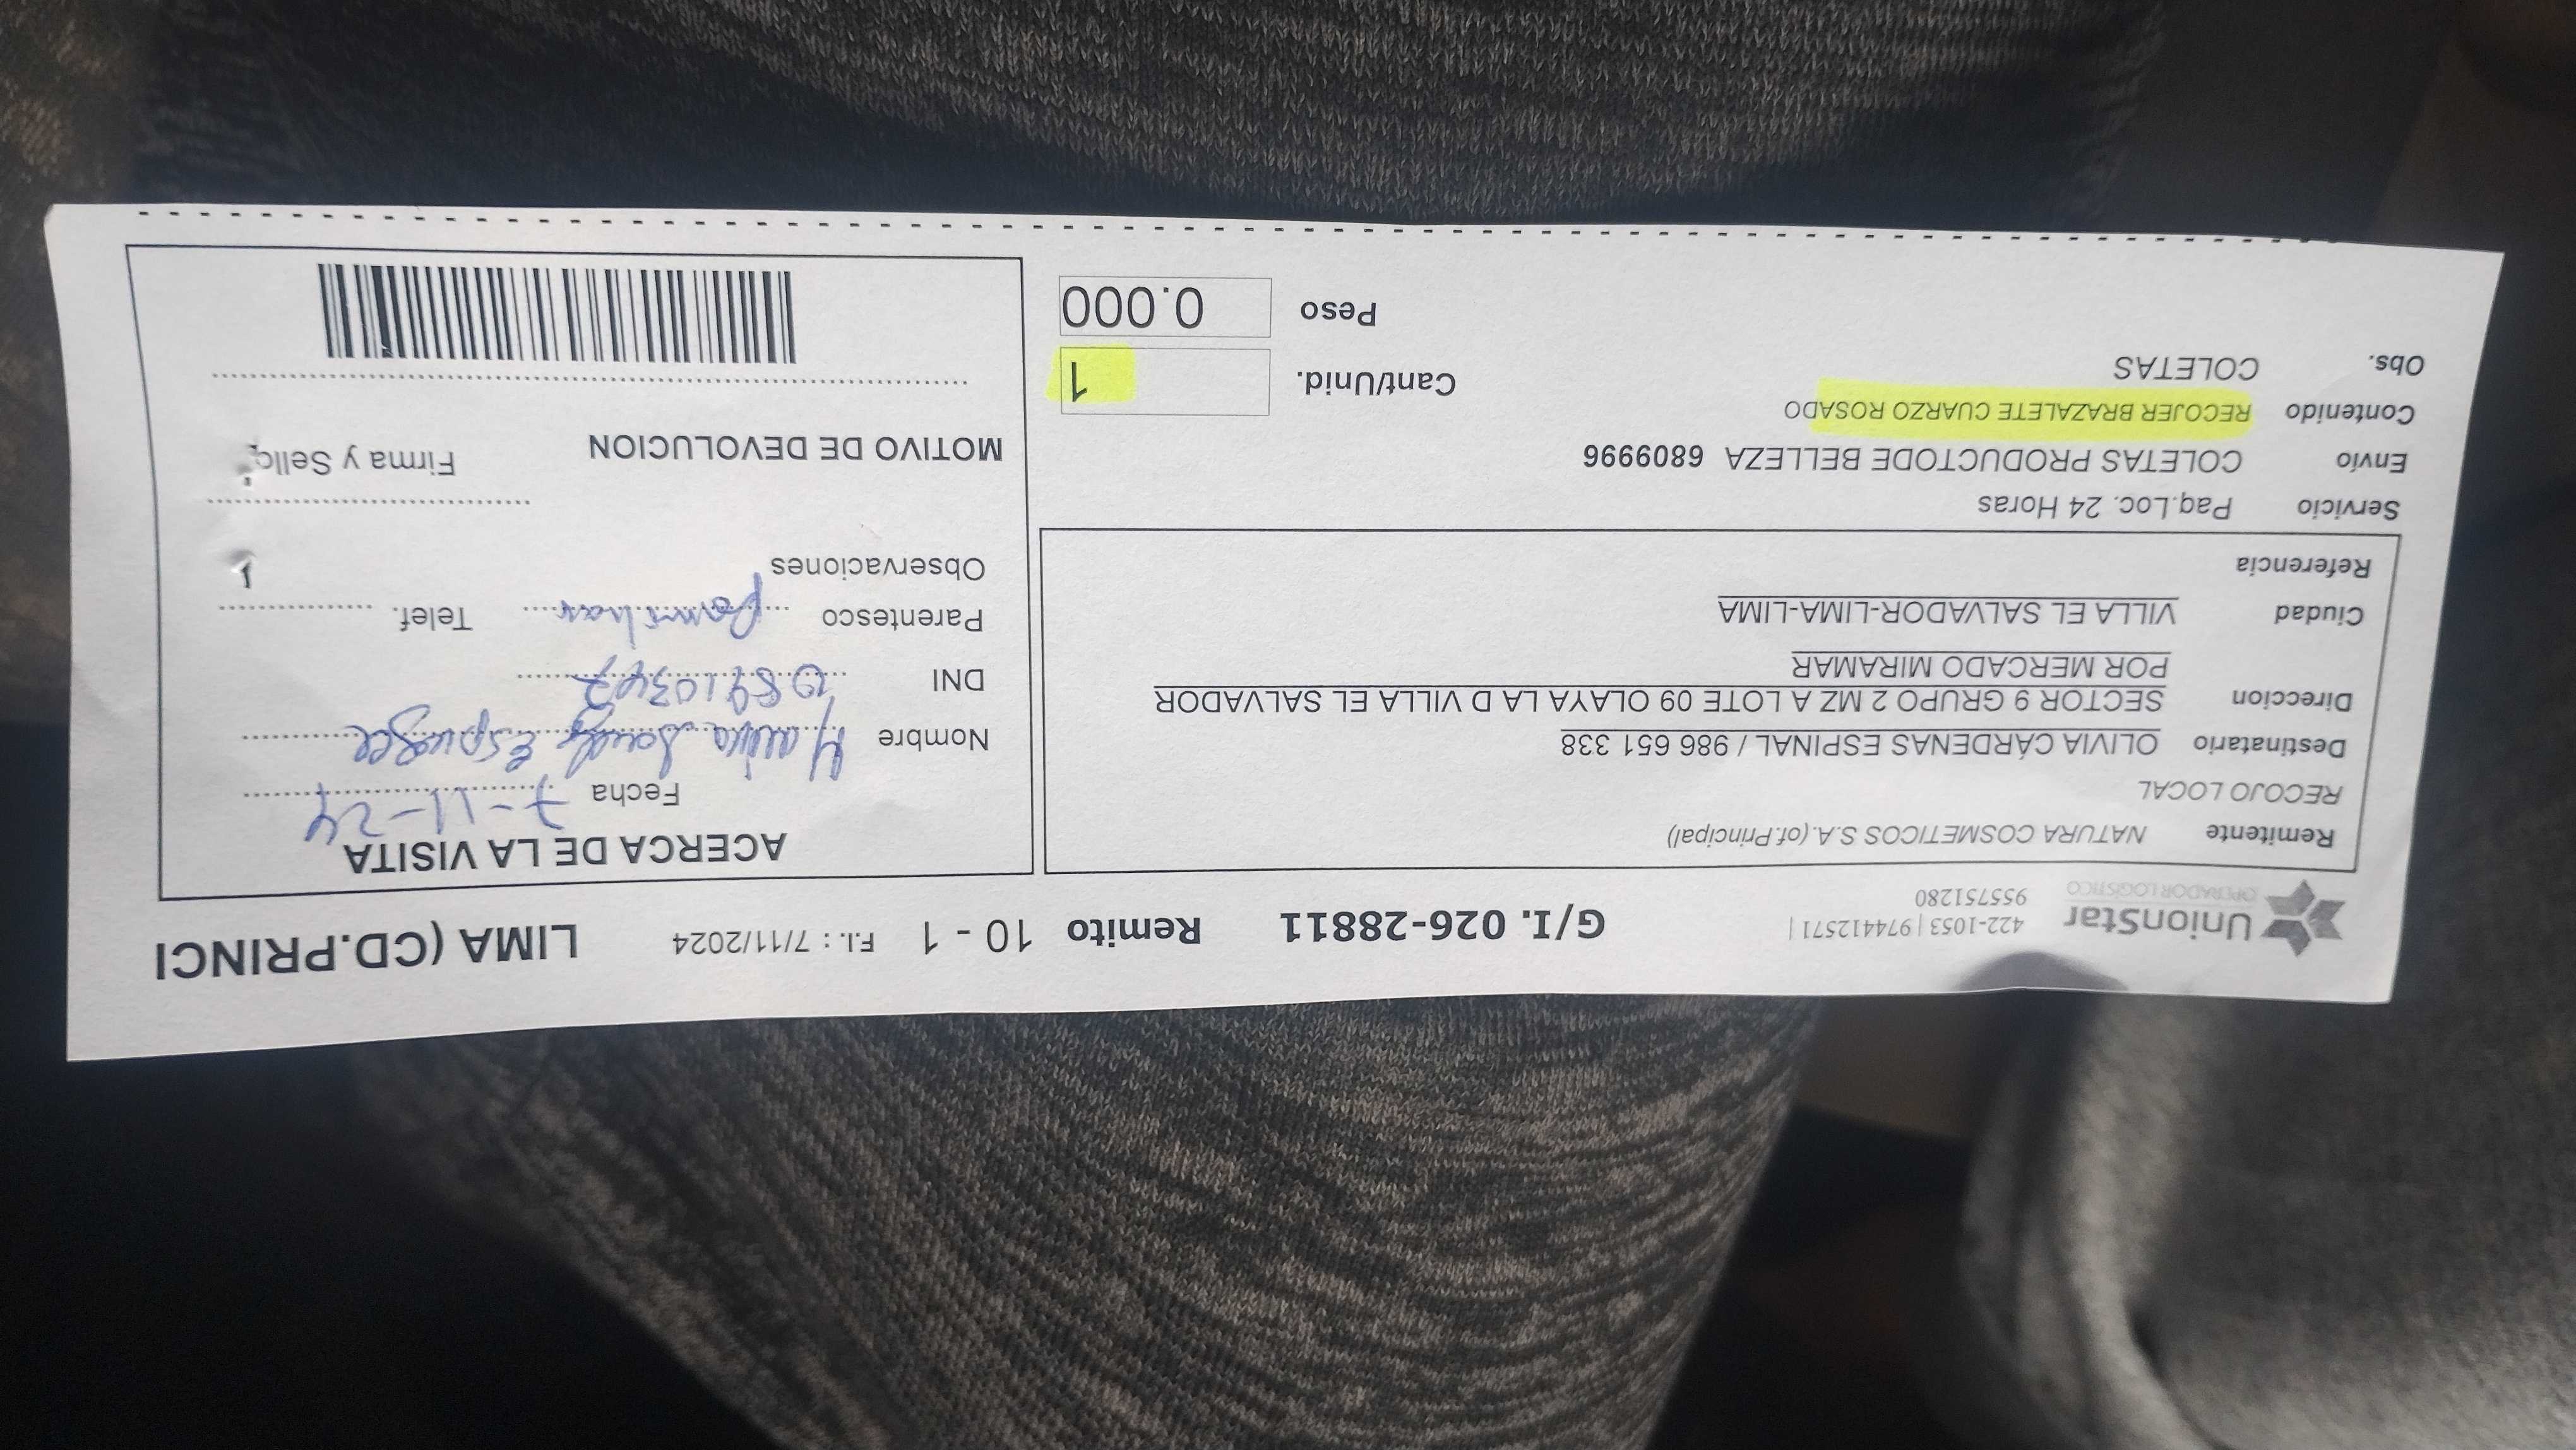 UnionStar
OPERADOR LOGISTICO
422-1053 | 974412571 |
955751280
G/I. 026-28811
Remito 10 - 1
F.I. : 7/11/2024
LIMA (CD.PRINCI
Remitente NATURA COSMETICOS S.A. (of.Principal)
RECOJO LOCAL
Destinatario OLIVIA CÁRDENAS ESPINAL / 986 651 338
Direccion SECTOR 9 GRUPO 2 MZ A LOTE 09 OLAYA LA D VILLA EL SALVADOR
POR MERCADO MIRAMAR
Ciudad VILLA EL SALVADOR-LIMA-LIMA
Referencia
Servicio Paq.Loc. 24 Horas
Envío COLETAS PRODUCTODE BELLEZA 6809996
Contenido RECOJER BRAZALETE CUARZO ROSADO
Obs. COLETAS
Cant/Unid. 1
Peso 0.000
ACERCA DE LA VISITA
Fecha 7-11-24
Nombre
DNI
Parentesco
Telef.
Observaciones
MOTIVO DE DEVOLUCION
Firma y Sello